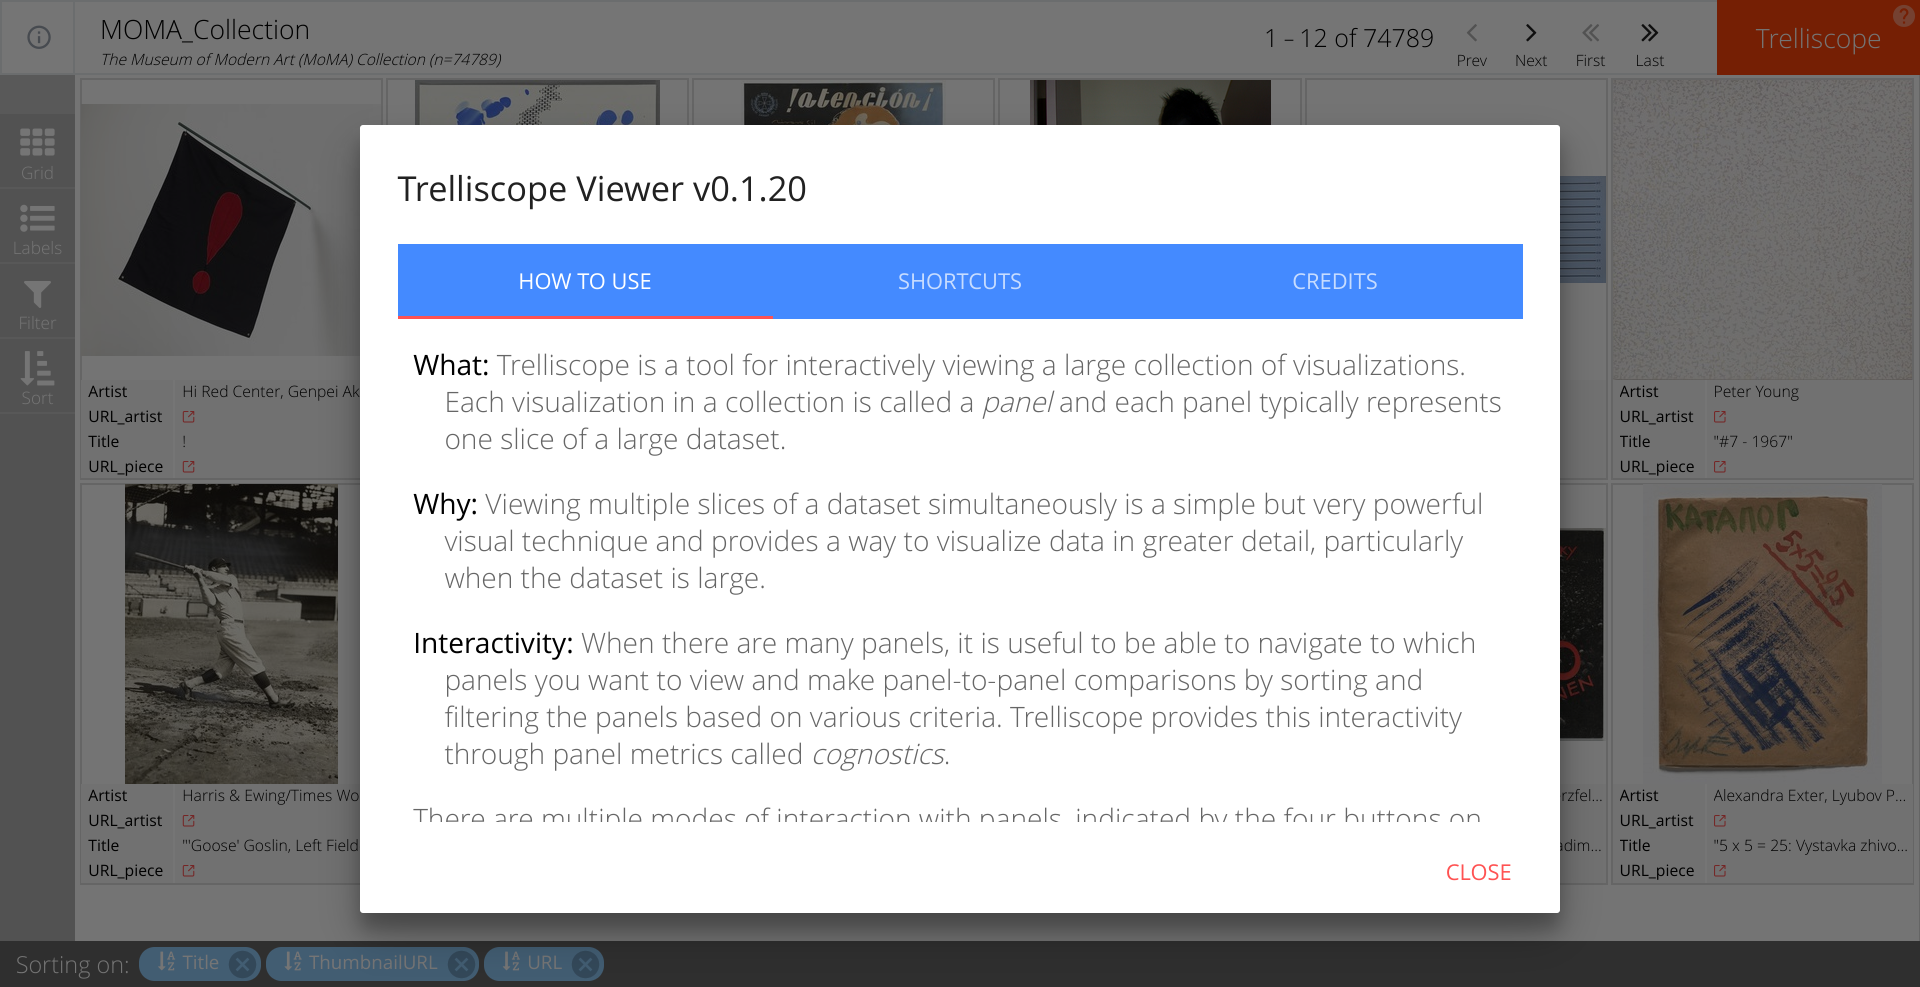 MOMA_Collection
The Museum of Modern Art (MoMA) Collection (n=74789)
1 – 12 of 74789
Prev
Next
First
Last
Trelliscope
?
Grid
Labels
Filter
Sort
¡atención!
Trelliscope Viewer v0.1.20
HOW TO USE
SHORTCUTS
CREDITS
What: Trelliscope is a tool for interactively viewing a large collection of visualizations.
Each visualization in a collection is called a panel and each panel typically represents
one slice of a large dataset.
Why: Viewing multiple slices of a dataset simultaneously is a simple but very powerful
visual technique and provides a way to visualize data in greater detail, particularly
when the dataset is large.
Interactivity: When there are many panels, it is useful to be able to navigate to which
panels you want to view and make panel-to-panel comparisons by sorting and
filtering the panels based on various criteria. Trelliscope provides this interactivity
through panel metrics called cognostics.
There are multiple modes of interaction with panels, indicated by the four buttons on
CLOSE
Artist Hi Red Center, Genpei Ak
URL_artist
Title !
URL_piece
Artist Peter Young
URL_artist
Title "#7 - 1967"
URL_piece
КАТАЛОГ
5x5=25
Artist Harris & Ewing/Times Wo
URL_artist
Title "'Goose' Goslin, Left Field
URL_piece
rzfel...
adim...
Artist Alexandra Exter, Lyubov P...
URL_artist
Title "5 x 5 = 25: Vystavka zhivo...
URL_piece
Sorting on:
Title
ThumbnailURL
URL